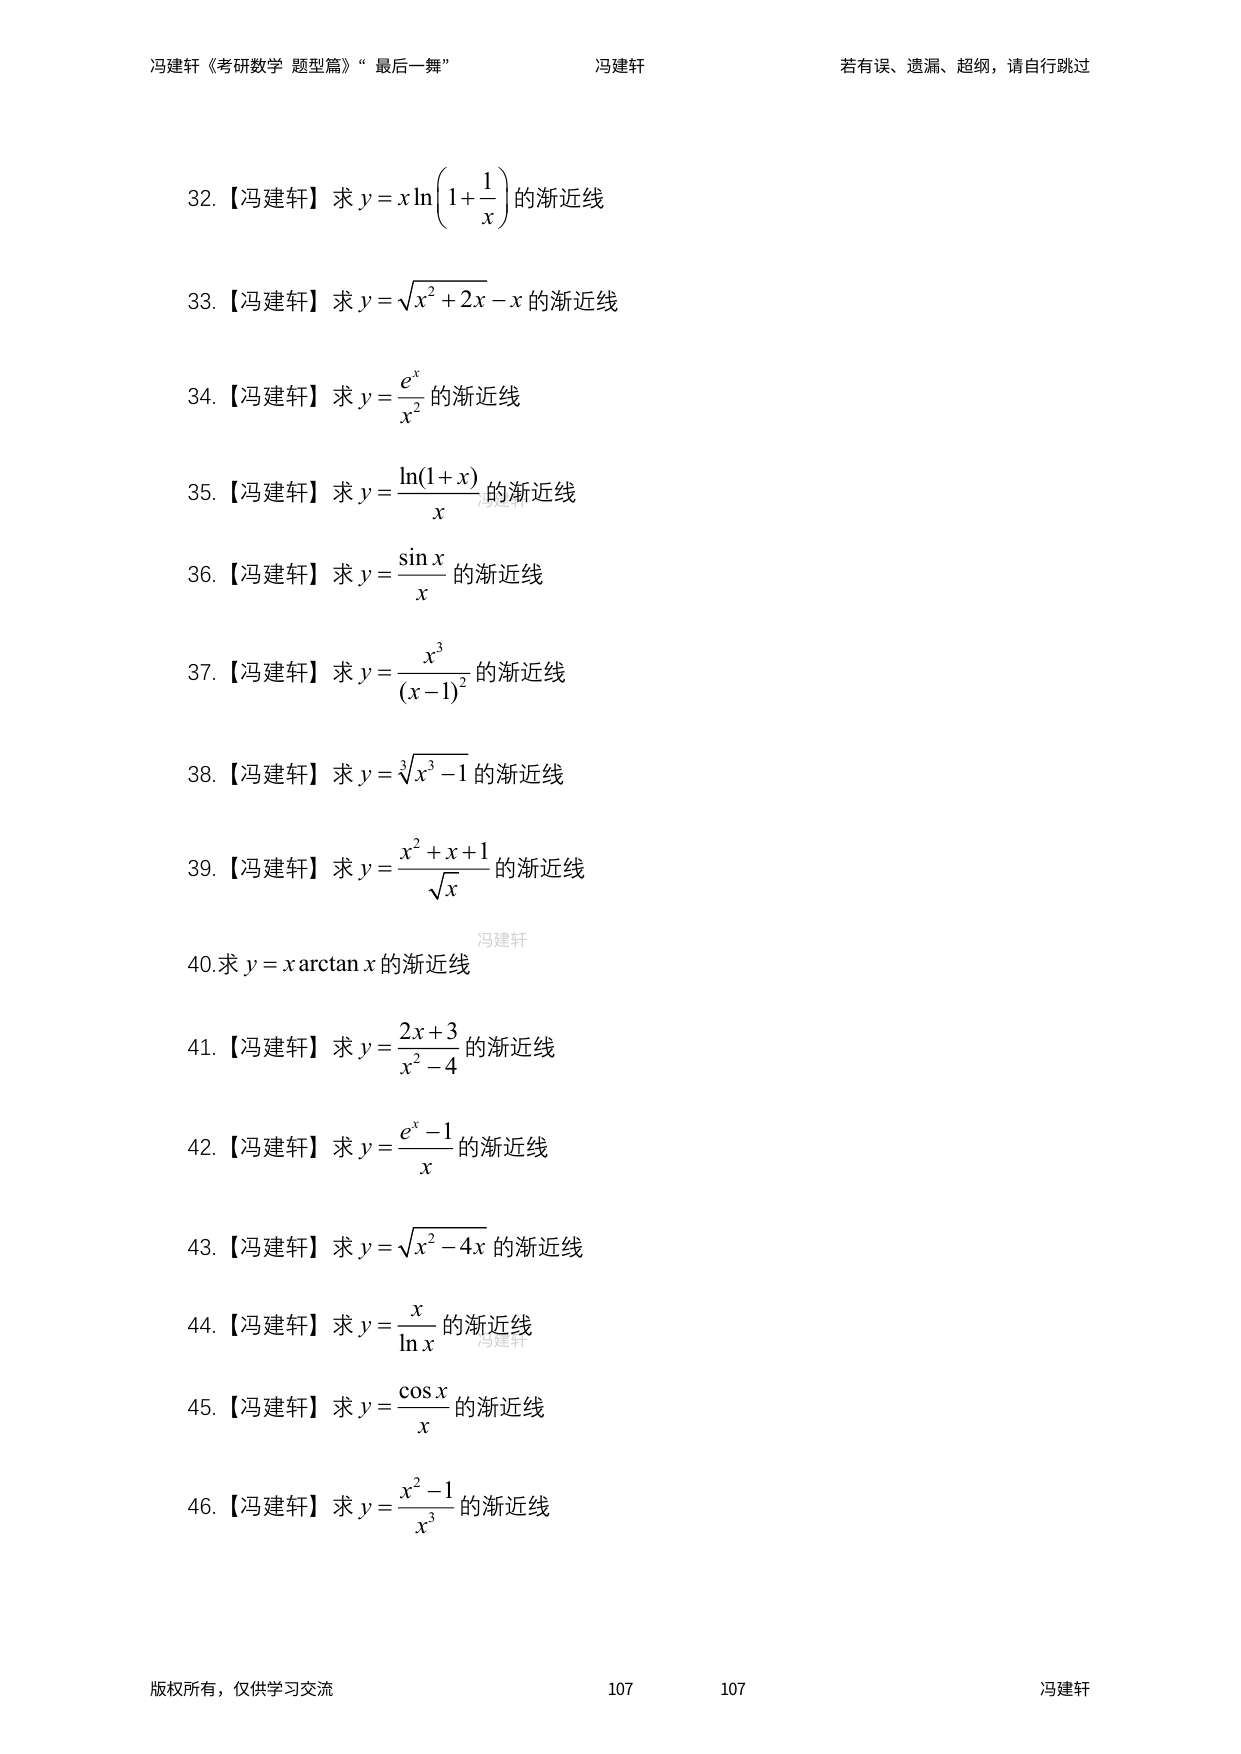 冯建轩《考研数学 题型篇》“ 最后一舞” 冯建轩 若有误、遗漏、超纲，请自行跳过
32.【冯建轩】求 y = x ln(1 + 1/x) 的渐近线
33.【冯建轩】求 y = √(x² + 2x) − x 的渐近线
34.【冯建轩】求 y = e^x/x² 的渐近线
35.【冯建轩】求 y = ln(1 + x)/x 的渐近线
冯建轩
36.【冯建轩】求 y = sin x/x 的渐近线
37.【冯建轩】求 y = x³/(x − 1)² 的渐近线
38.【冯建轩】求 y = ∛(x³ − 1) 的渐近线
39.【冯建轩】求 y = (x² + x + 1)/√x 的渐近线
冯建轩
40.求 y = x arctan x 的渐近线
41.【冯建轩】求 y = (2x + 3)/(x² − 4) 的渐近线
42.【冯建轩】求 y = (e^x − 1)/x 的渐近线
43.【冯建轩】求 y = √(x² − 4x) 的渐近线
44.【冯建轩】求 y = x/ln x 的渐近线
冯建轩
45.【冯建轩】求 y = cos x/x 的渐近线
46.【冯建轩】求 y = (x² − 1)/x³ 的渐近线
版权所有，仅供学习交流 107 107 冯建轩